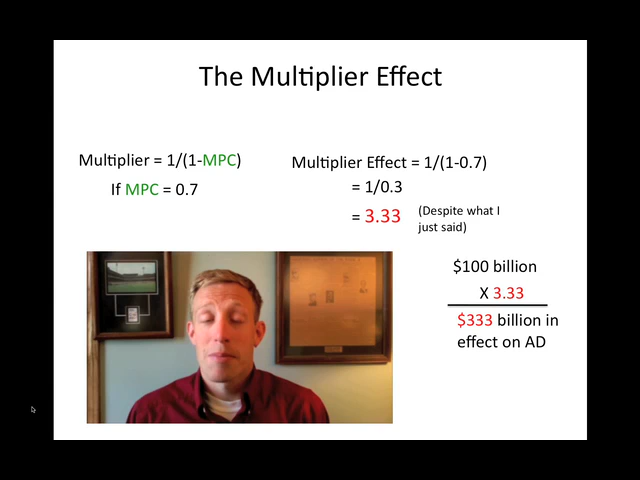 The Multiplier Effect
Multiplier = 1/(1-MPC)
If MPC = 0.7
Multiplier Effect = 1/(1-0.7)
= 1/0.3
= 3.33
(Despite what I
just said)
$100 billion
X 3.33
$333 billion in
effect on AD